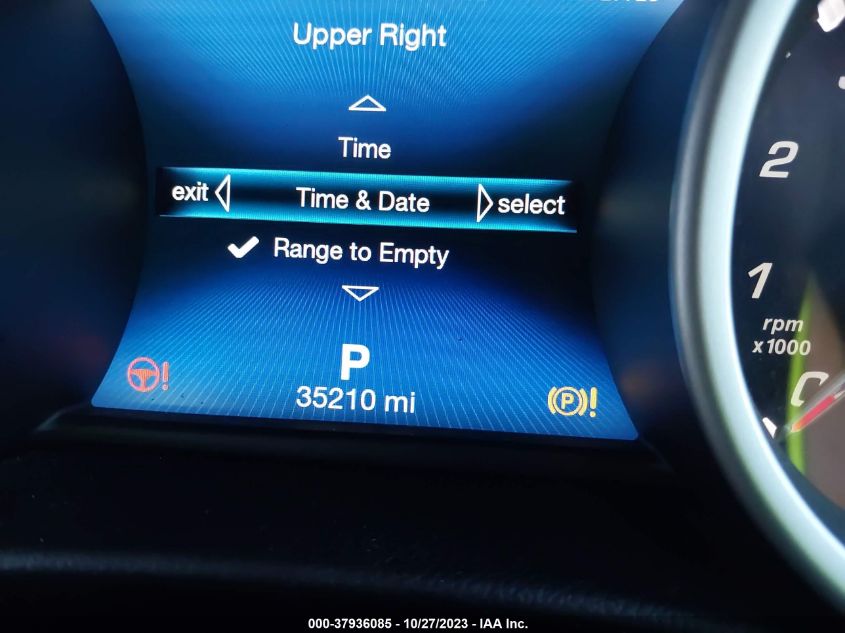 Upper Right
Time
exit Time & Date select
Range to Empty
P
35210 mi
(P)!
!
2
1
rpm
x1000
0
000-37936085 - 10/27/2023 - IAA Inc.